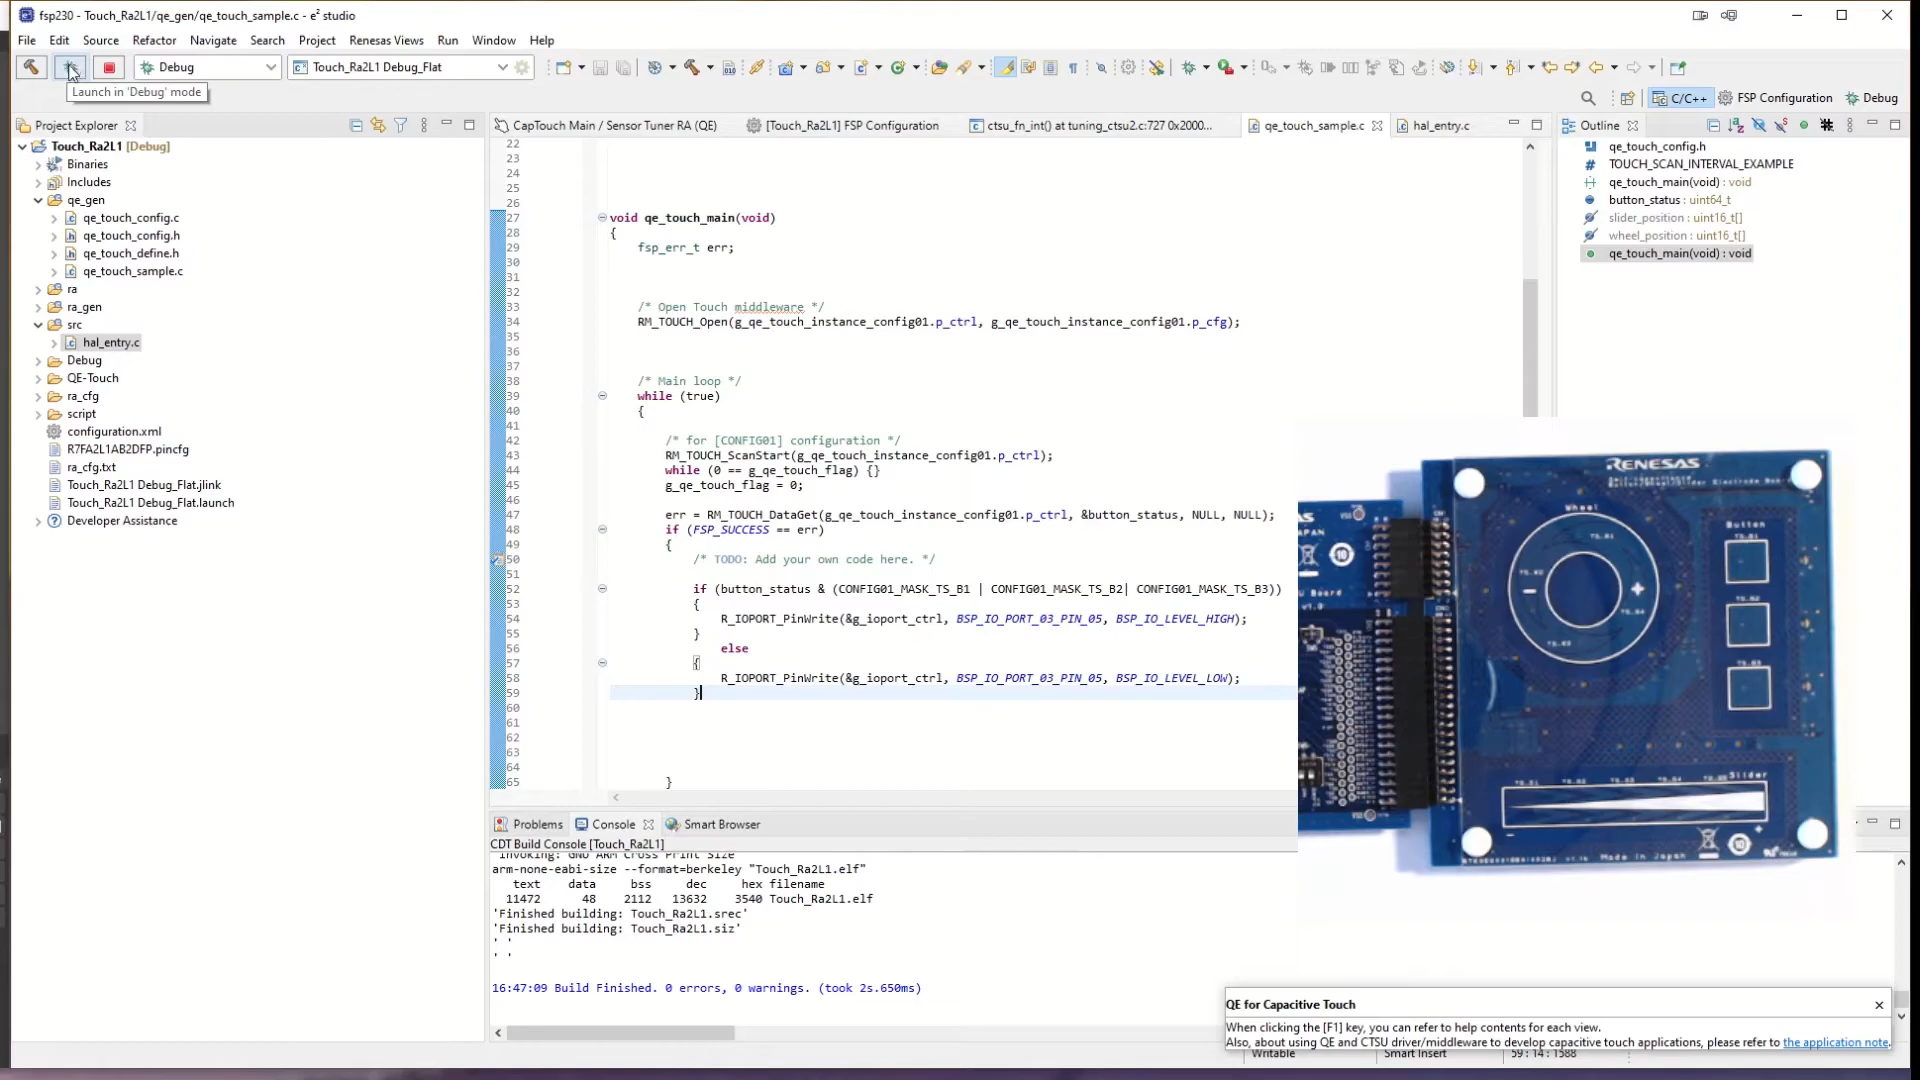 fsp230 - Touch_Ra2L1/qe_gen/qe_touch_sample.c - e² studio
File Edit Source Refactor Navigate Search Project Renesas Views Run Window Help
Debug
Touch_Ra2L1 Debug_Flat
Launch in 'Debug' mode
C/C++ FSP Configuration Debug
Project Explorer
Touch_Ra2L1 [Debug]
Binaries
Includes
qe_gen
qe_touch_config.c
qe_touch_config.h
qe_touch_define.h
qe_touch_sample.c
ra
ra_gen
src
hal_entry.c
Debug
QE-Touch
ra_cfg
script
configuration.xml
R7FA2L1AB2DFP.pincfg
ra_cfg.txt
Touch_Ra2L1 Debug_Flat.jlink
Touch_Ra2L1 Debug_Flat.launch
Developer Assistance
CapTouch Main / Sensor Tuner RA (QE)
[Touch_Ra2L1] FSP Configuration
ctsu_fn_int() at tuning_ctsu2.c:727 0x2000...
qe_touch_sample.c
hal_entry.c
22
23
24
25
26
27 void qe_touch_main(void)
28 {
29 fsp_err_t err;
30
31
32
33 /* Open Touch middleware */
34 RM_TOUCH_Open(g_qe_touch_instance_config01.p_ctrl, g_qe_touch_instance_config01.p_cfg);
35
36
37
38 /* Main loop */
39 while (true)
40 {
41
42 /* for [CONFIG01] configuration */
43 RM_TOUCH_ScanStart(g_qe_touch_instance_config01.p_ctrl);
44 while (0 == g_qe_touch_flag) {}
45 g_qe_touch_flag = 0;
46
47 err = RM_TOUCH_DataGet(g_qe_touch_instance_config01.p_ctrl, &button_status, NULL, NULL);
48 if (FSP_SUCCESS == err)
49 {
50 /* TODO: Add your own code here. */
51
52 if (button_status & (CONFIG01_MASK_TS_B1 | CONFIG01_MASK_TS_B2| CONFIG01_MASK_TS_B3))
53 {
54 R_IOPORT_PinWrite(&g_ioport_ctrl, BSP_IO_PORT_03_PIN_05, BSP_IO_LEVEL_HIGH);
55 }
56 else
57 {
58 R_IOPORT_PinWrite(&g_ioport_ctrl, BSP_IO_PORT_03_PIN_05, BSP_IO_LEVEL_LOW);
59 }
60
61
62
63
64
65 }
Outline
qe_touch_config.h
TOUCH_SCAN_INTERVAL_EXAMPLE
qe_touch_main(void) : void
button_status : uint64_t
slider_position : uint16_t[]
wheel_position : uint16_t[]
qe_touch_main(void) : void
RENESAS
Wheel
Button
Slider
Made in Japan
Problems Console Smart Browser
CDT Build Console [Touch_Ra2L1]
Invoking: GNU ARM Cross Print Size
arm-none-eabi-size --format=berkeley "Touch_Ra2L1.elf"
text data bss dec hex filename
11472 48 2112 13632 3540 Touch_Ra2L1.elf
'Finished building: Touch_Ra2L1.srec'
'Finished building: Touch_Ra2L1.siz'
' '
' '
16:47:09 Build Finished. 0 errors, 0 warnings. (took 2s.650ms)
QE for Capacitive Touch
When clicking the [F1] key, you can refer to help contents for each view.
Also, about using QE and CTSU driver/middleware to develop capacitive touch applications, please refer to the application note.
Writable Smart Insert 59 : 14 : 1588